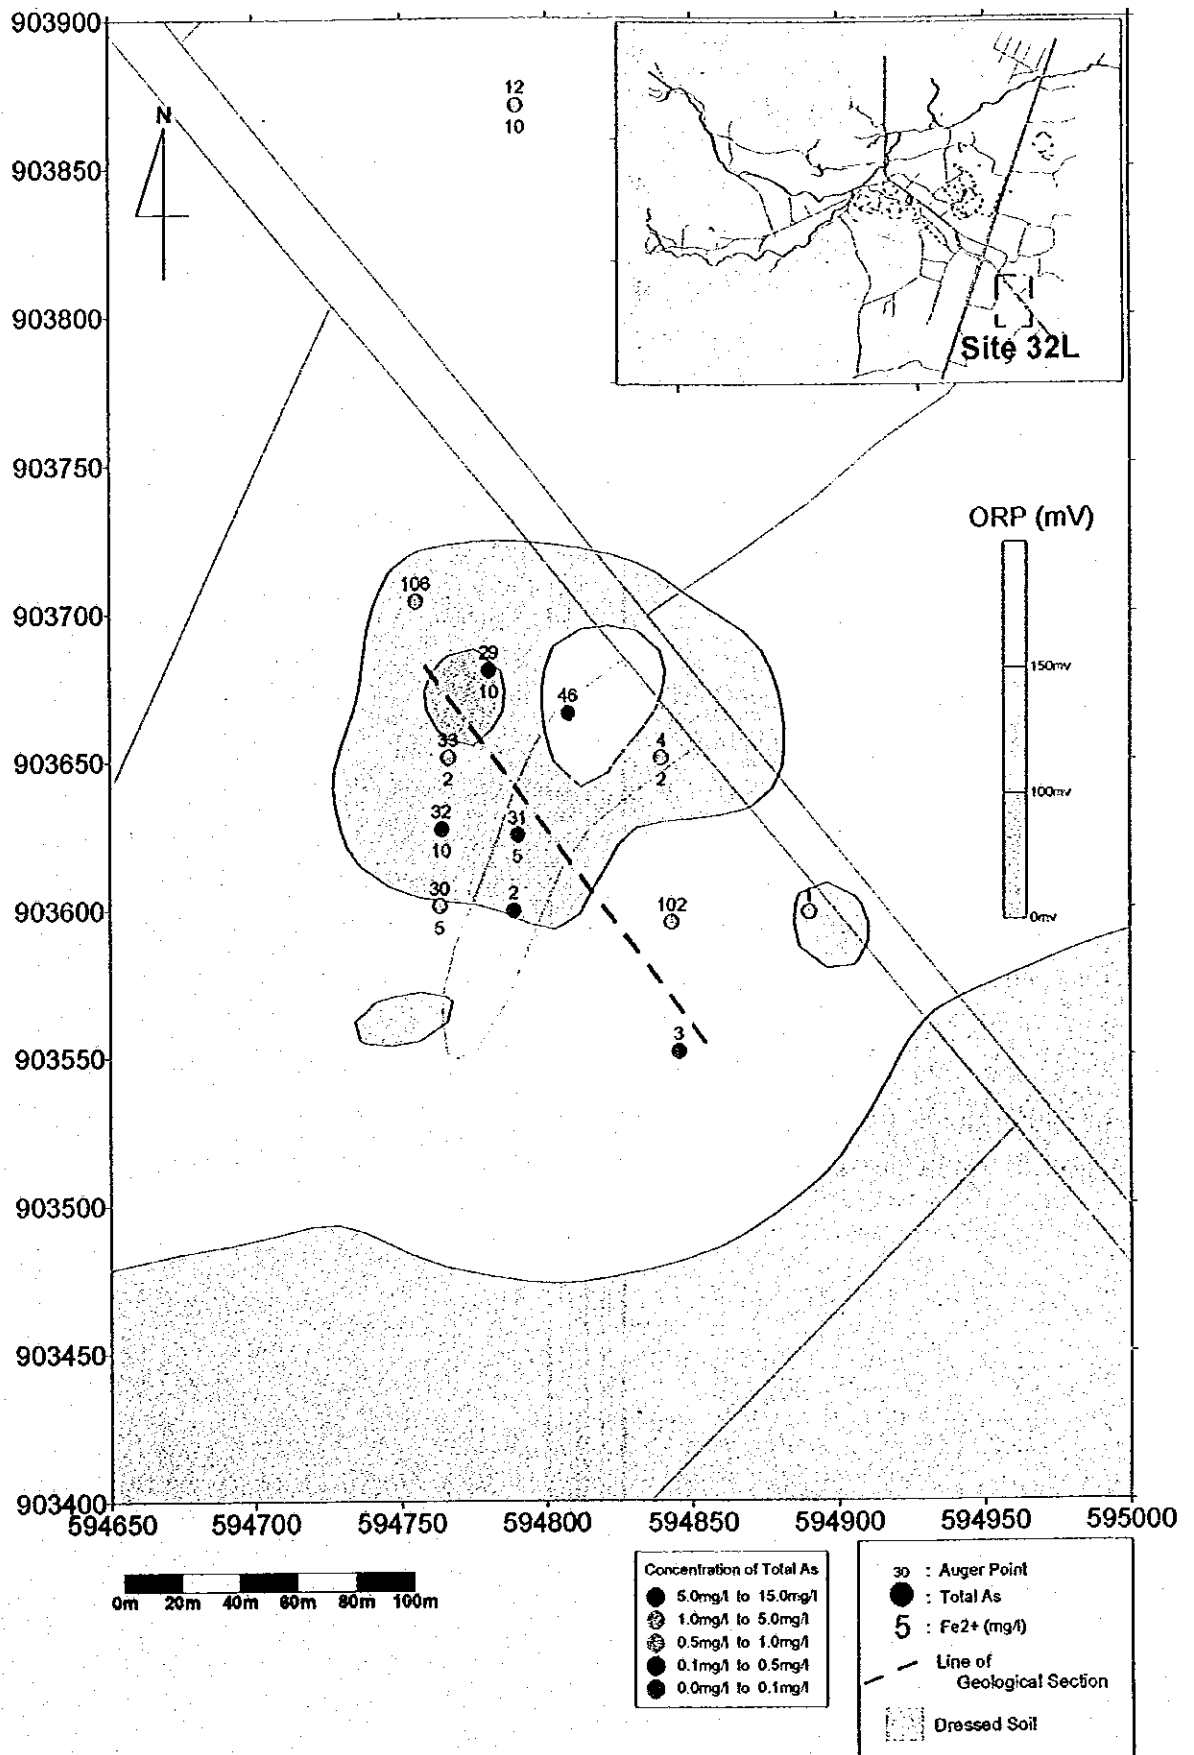 903900
903850
903800
903750
903700
903650
903600
903550
903500
903450
903400
594650 594700 594750 594800 594850 594900 594950 595000
N
12
10
Site 32L
ORP (mV)
150mv
100mv
0mv
106
29
10
46
33
2
4
2
32
10
31
5
30
5
2
102
1
3
0m 20m 40m 60m 80m 100m
Concentration of Total As
5.0mg/l to 15.0mg/l
1.0mg/l to 5.0mg/l
0.5mg/l to 1.0mg/l
0.1mg/l to 0.5mg/l
0.0mg/l to 0.1mg/l
30 : Auger Point
: Total As
5 : Fe2+ (mg/l)
Line of
Geological Section
Dressed Soil